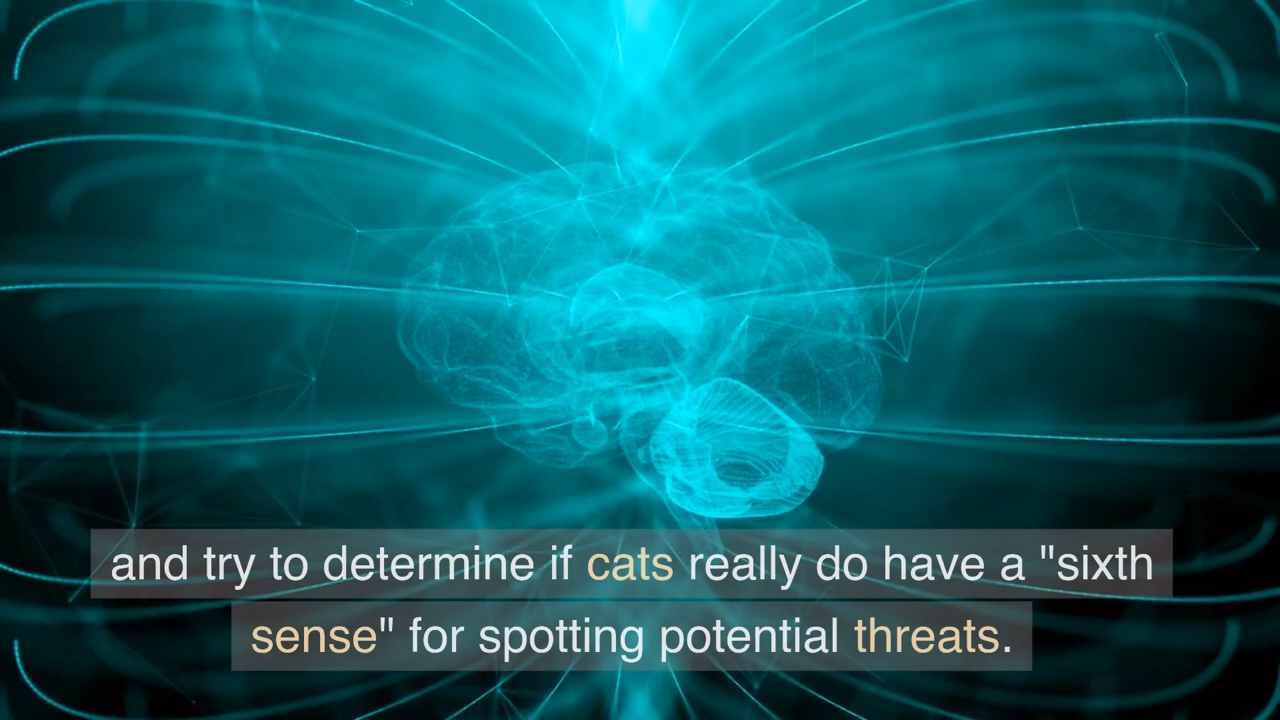 and try to determine if cats really do have a "sixth
sense" for spotting potential threats.